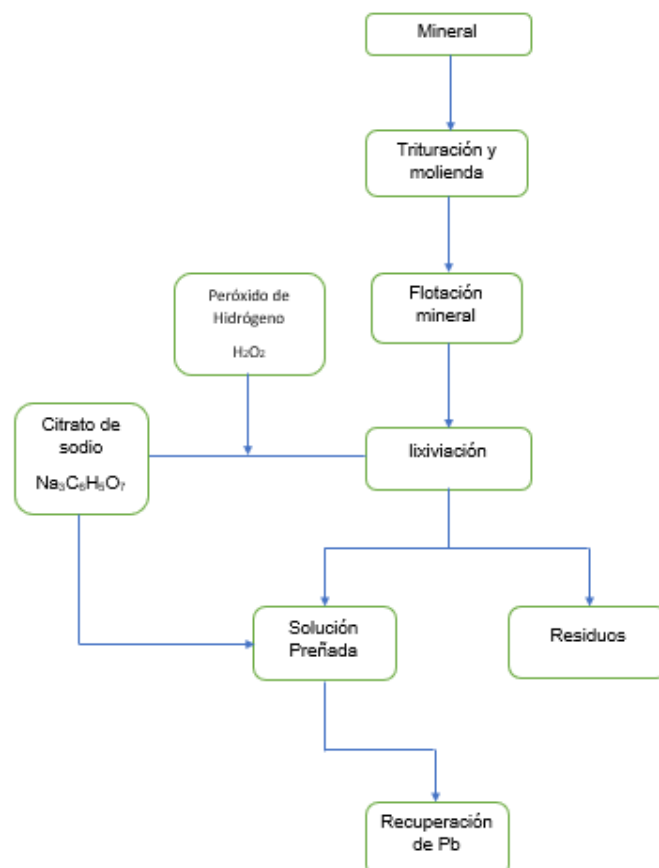 Mineral
Trituración y
molienda
Flotación
mineral
Peróxido de
Hidrógeno
H₂O₂
Citrato de
sodio
Na₃C₆H₅O₇
lixiviación
Solución
Preñada
Residuos
Recuperación
de Pb